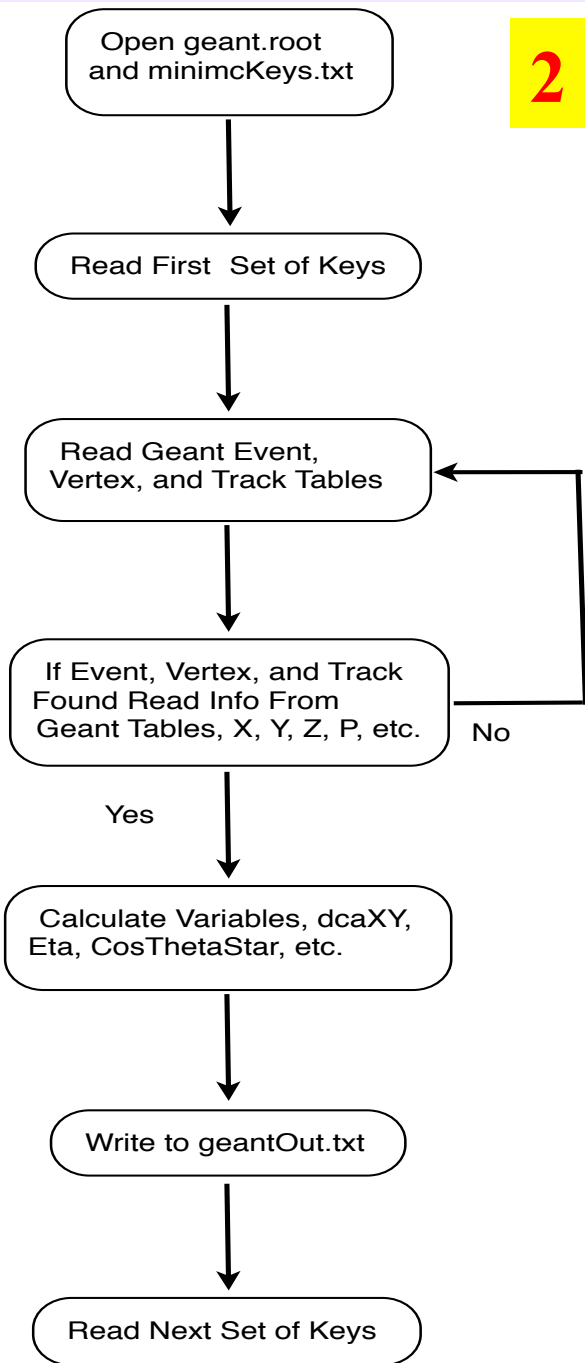 Open geant.root
and minimcKeys.txt
2
Read First Set of Keys
Read Geant Event,
Vertex, and Track Tables
If Event, Vertex, and Track
Found Read Info From
Geant Tables, X, Y, Z, P, etc.
No
Yes
Calculate Variables, dcaXY,
Eta, CosThetaStar, etc.
Write to geantOut.txt
Read Next Set of Keys